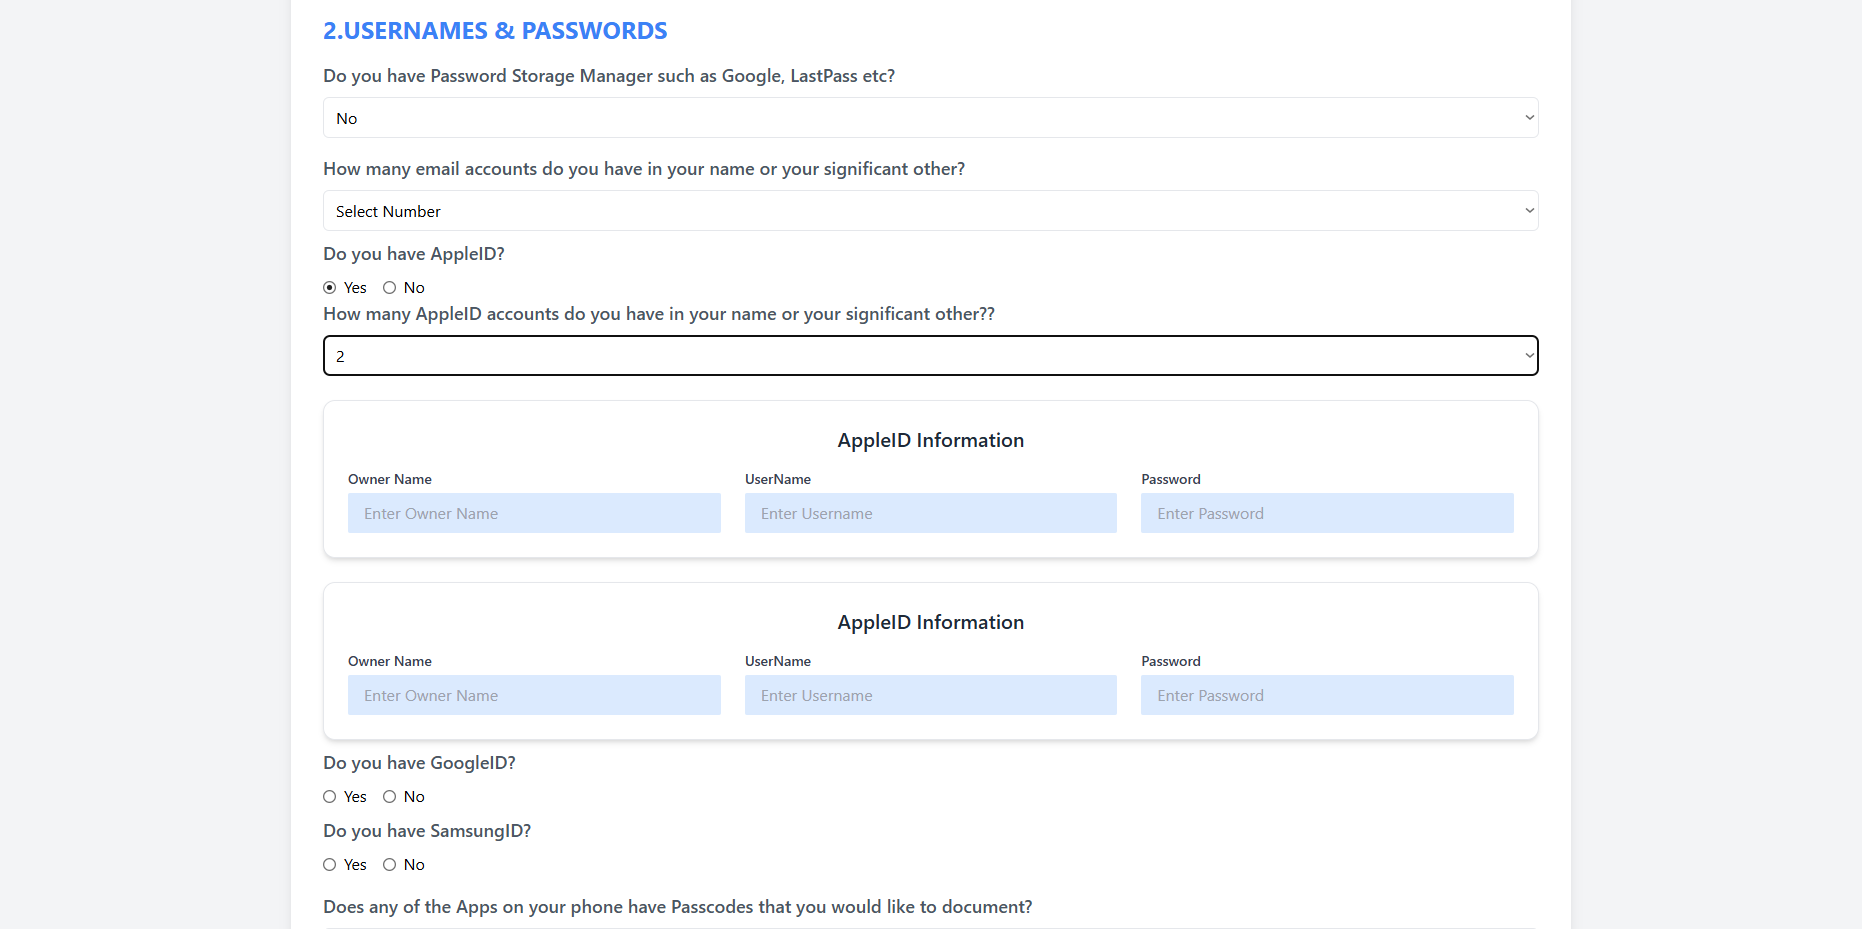 2.USERNAMES & PASSWORDS
Do you have Password Storage Manager such as Google, LastPass etc?
No
How many email accounts do you have in your name or your significant other?
Select Number
Do you have AppleID?
Yes No
How many AppleID accounts do you have in your name or your significant other??
2
AppleID Information
Owner Name UserName Password
Enter Owner Name Enter Username Enter Password
AppleID Information
Owner Name UserName Password
Enter Owner Name Enter Username Enter Password
Do you have GoogleID?
Yes No
Do you have SamsungID?
Yes No
Does any of the Apps on your phone have Passcodes that you would like to document?